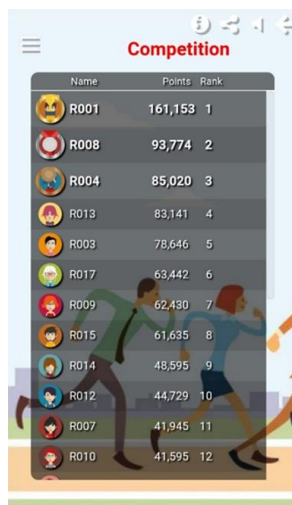 Competition
Name Points Rank
R001 161,153 1
R008 93,774 2
R004 85,020 3
R013 83,141 4
R003 78,646 5
R017 63,442 6
R009 62,430 7
R015 61,635 8
R014 48,595 9
R012 44,729 10
R007 41,945 11
R010 41,595 12